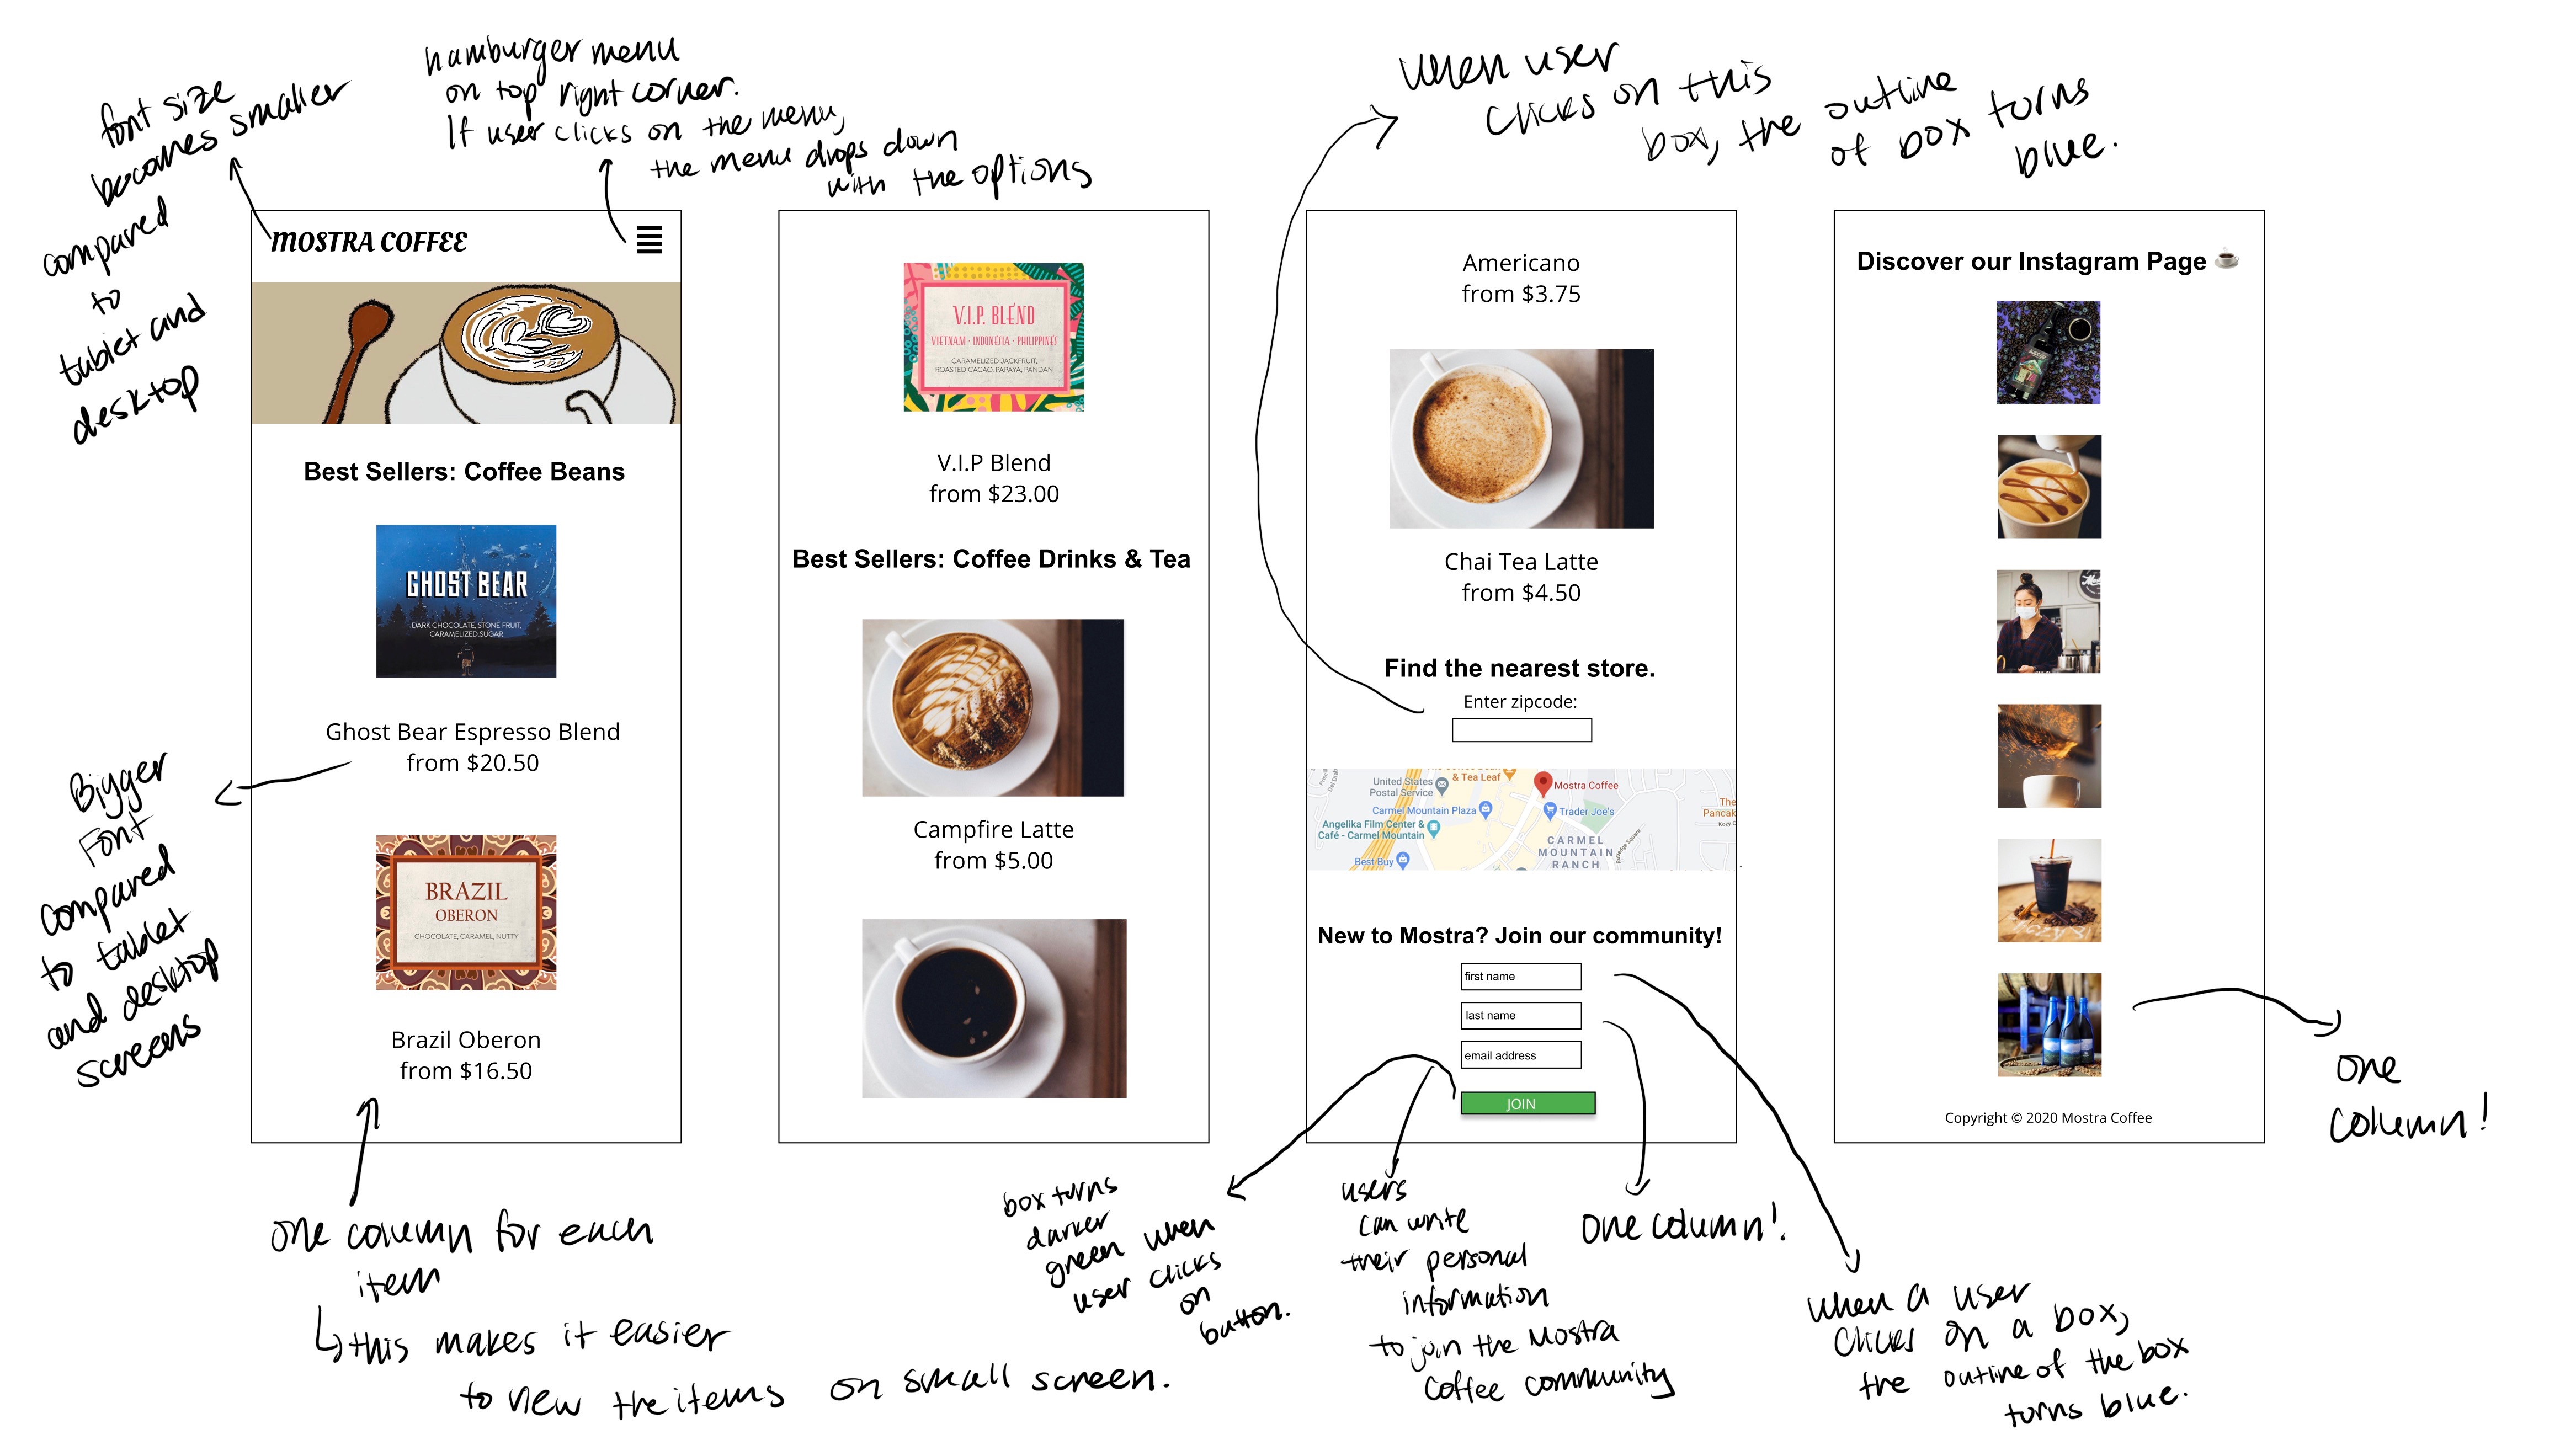 font size
becomes smaller
compared
to
tablet and
desktop
hamburger menu
on top right corner.
If user clicks on the menu,
the menu drops down
with the options
when user
clicks on this
box, the outline
of box turns
blue.
MOSTRA COFFEE
Best Sellers: Coffee Beans
GHOST BEAR
DARK CHOCOLATE, STONE FRUIT,
CARAMELIZED SUGAR
Ghost Bear Espresso Blend
from $20.50
BRAZIL
OBERON
CHOCOLATE, CARAMEL, NUTTY
Brazil Oberon
from $16.50
Bigger
Font
compared
to tablet
and desktop
screens
one column for each
item
this makes it easier
to view the items on small screen.
V.I.P. BLEND
VIETNAM · INDONESIA · PHILIPPINES
CARAMELIZED JACKFRUIT,
ROASTED CACAO, PAPAYA, PANDAN
V.I.P Blend
from $23.00
Best Sellers: Coffee Drinks & Tea
Campfire Latte
from $5.00
Americano
from $3.75
Chai Tea Latte
from $4.50
Find the nearest store.
Enter zipcode:
United States
Postal Service
& Tea Leaf
Mostra Coffee
Carmel Mountain Plaza
Trader Joe's
The
Pancak
Angelika Film Center &
Café - Carmel Mountain
CARMEL
MOUNTAIN
RANCH
Best Buy
New to Mostra? Join our community!
first name
last name
email address
JOIN
box turns
darker
green when
user clicks
on
button.
users
can write
their personal
information
to join the Mostra
Coffee community
one column!
when a user
clicks on a box,
the outline of the box
turns blue.
Discover our Instagram Page ☕
Copyright © 2020 Mostra Coffee
one
column!